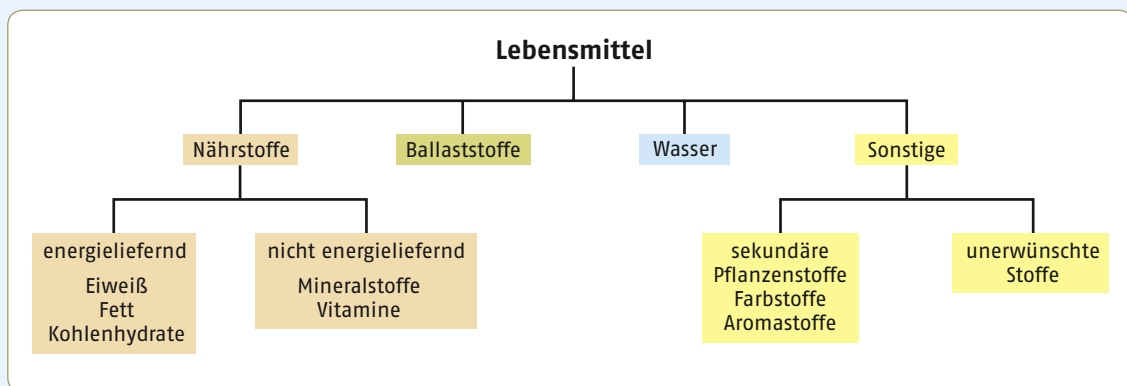 Lebensmittel
Nährstoffe
Ballaststoffe
Wasser
Sonstige
energieliefernd
Eiweiß
Fett
Kohlenhydrate
nicht energieliefernd
Mineralstoffe
Vitamine
sekundäre
Pflanzenstoffe
Farbstoffe
Aromastoffe
unerwünschte
Stoffe